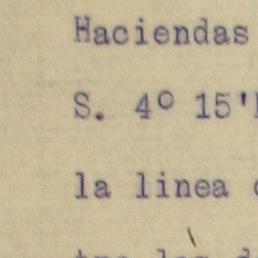 Haciendas
S. 4º 15'
la linea